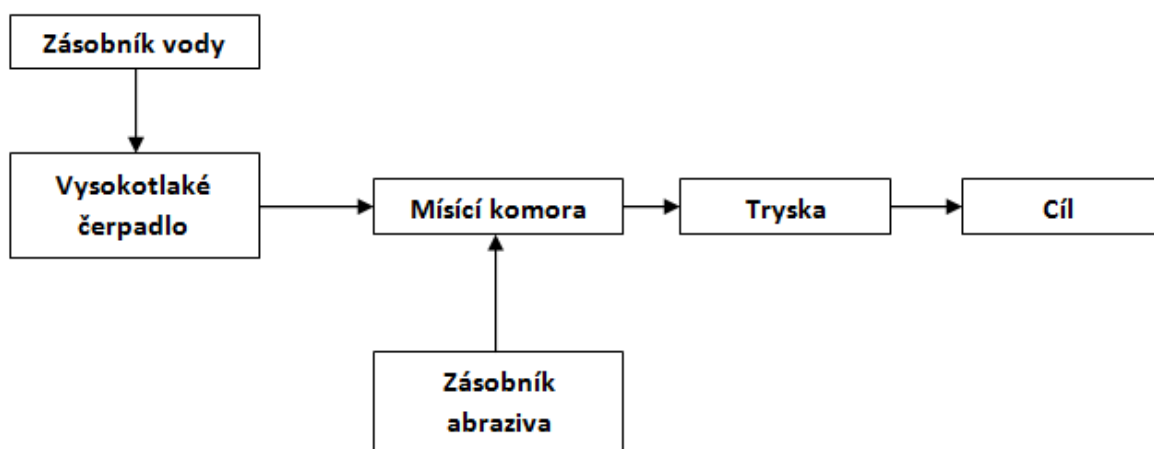 Zásobník vody
Vysokotlaké
čerpadlo
Mísící komora
Tryska
Cíl
Zásobník
abraziva